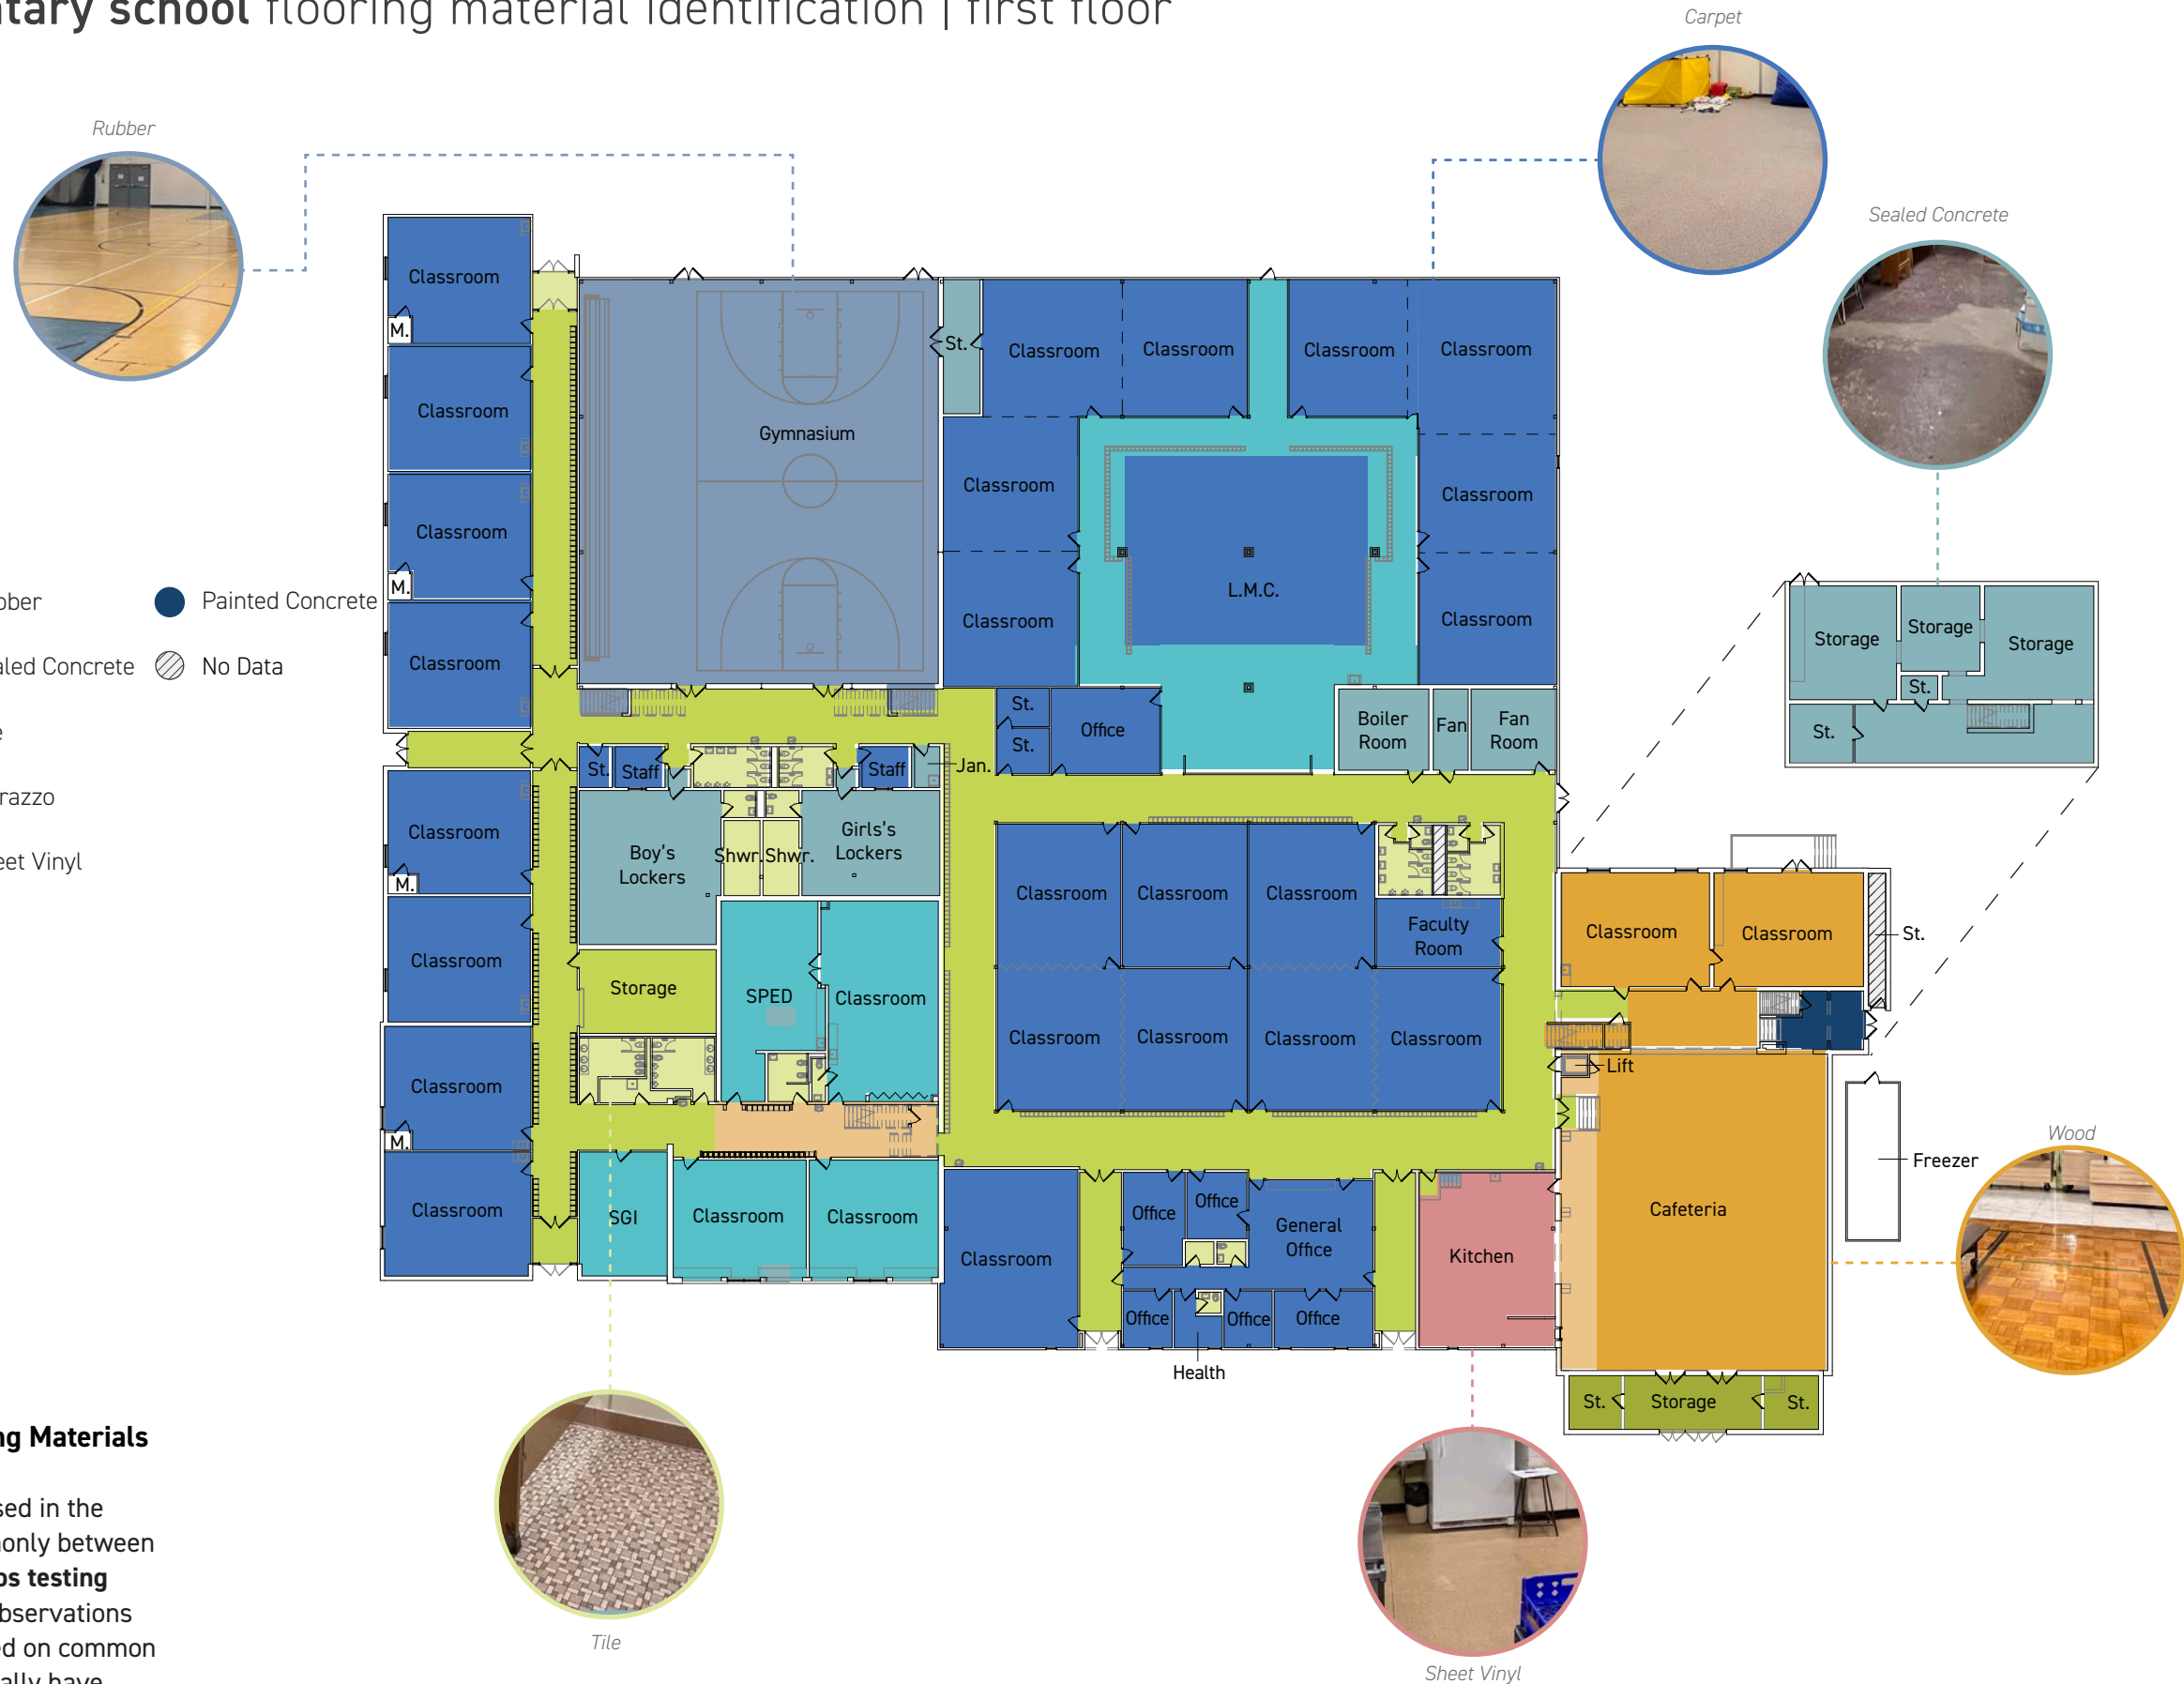 tary school flooring material identification | first floor
Carpet
Rubber
Sealed Concrete
Classroom
M.
Classroom
Classroom
M.
Classroom
Classroom
M.
Classroom
Classroom
M.
Classroom
Gymnasium
St.
Classroom
Classroom
Classroom
Classroom
Classroom
Classroom
Classroom
Classroom
L.M.C.
ber
Painted Concrete
aled Concrete
No Data
e
razzo
eet Vinyl
Storage
Storage
Storage
St.
St.
St.
St.
Office
Boiler
Room
Fan
Fan
Room
St.
Staff
Staff
Jan.
Boy's
Lockers
Shwr.
Shwr.
Girls's
Lockers
Storage
SPED
Classroom
SGI
Classroom
Classroom
Classroom
Classroom
Classroom
Faculty
Room
Classroom
Classroom
Classroom
Classroom
Classroom
Classroom
St.
Lift
Freezer
Wood
Cafeteria
Classroom
Office
Office
General
Office
Office
Office
Office
Health
Kitchen
St.
Storage
St.
ng Materials
sed in the
nonly between
os testing
bservations
ed on common
ally have
Tile
Sheet Vinyl